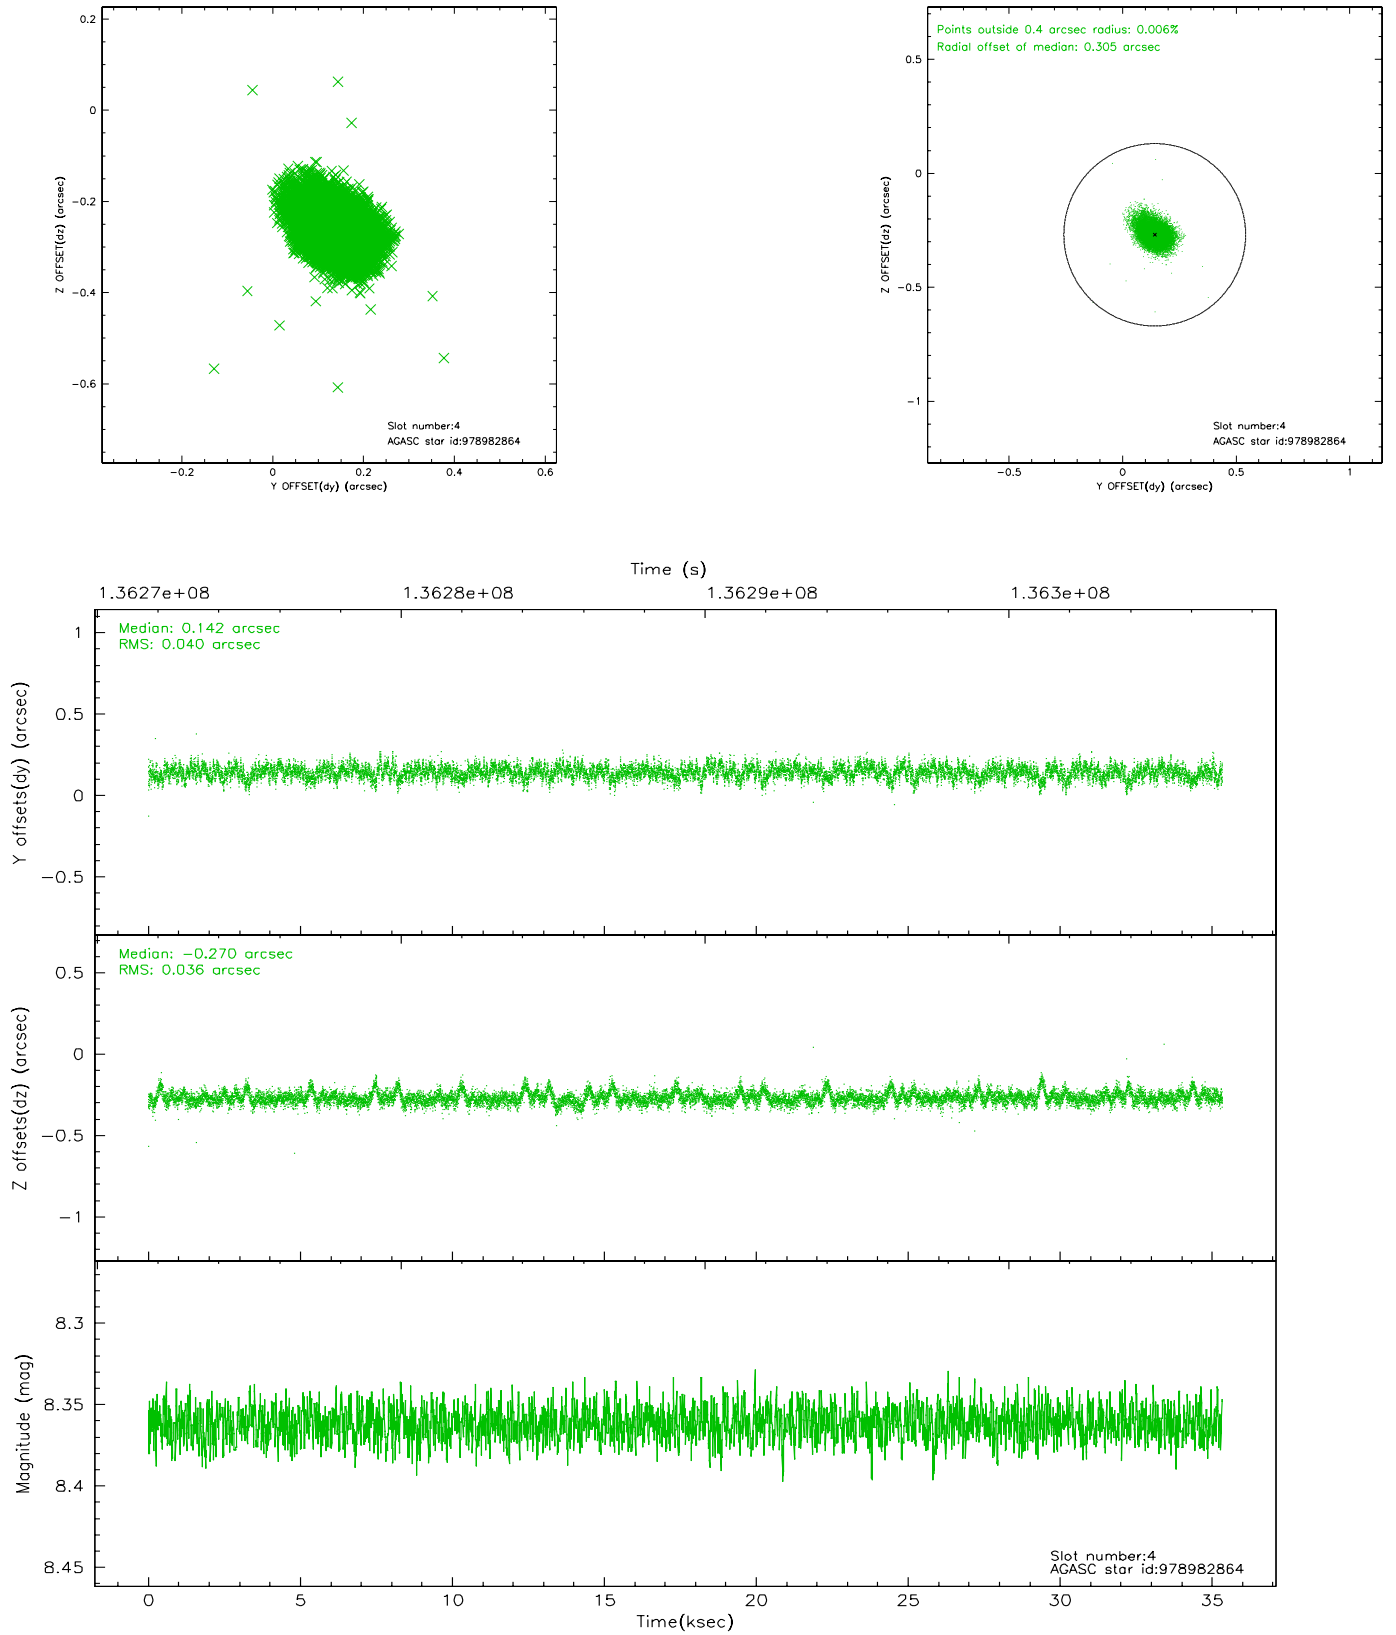 0.2
0
−0.2
−0.4
−0.6
Z OFFSET(dz) (arcsec)
−0.2 0 0.2 0.4 0.6
Y OFFSET(dy) (arcsec)
Slot number:4
AGASC star id:978982864
Points outside 0.4 arcsec radius: 0.006%
Radial offset of median: 0.305 arcsec
0.5
0
−0.5
−1
Z OFFSET(dz) (arcsec)
−0.5 0 0.5 1
Y OFFSET(dy) (arcsec)
Slot number:4
AGASC star id:978982864
Time (s)
1.3627e+08 1.3628e+08 1.3629e+08 1.363e+08
Median: 0.142 arcsec
RMS: 0.040 arcsec
1
0.5
0
−0.5
Y offsets(dy) (arcsec)
Median: −0.270 arcsec
RMS: 0.036 arcsec
0.5
0
−0.5
−1
Z offsets(dz) (arcsec)
8.3
8.35
8.4
8.45
Magnitude (mag)
Slot number:4
AGASC star id:978982864
0 5 10 15 20 25 30 35
Time(ksec)